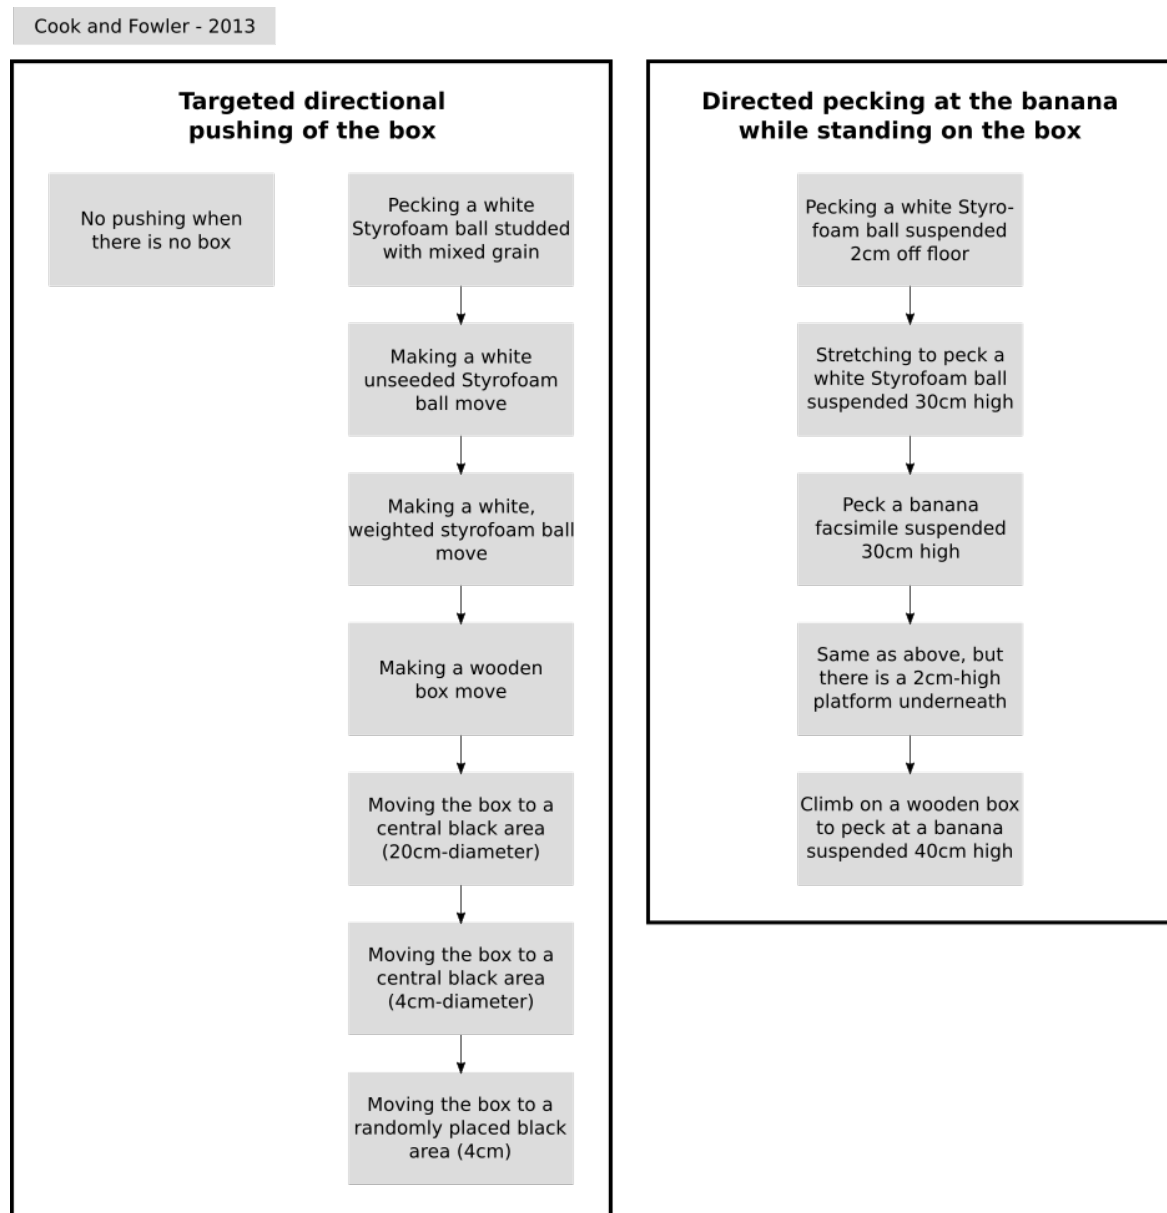 Cook and Fowler - 2013
Targeted directional
pushing of the box
No pushing when
there is no box
Pecking a white
Styrofoam ball studded
with mixed grain
Making a white
unseeded Styrofoam
ball move
Making a white,
weighted styrofoam ball
move
Making a wooden
box move
Moving the box to a
central black area
(20cm-diameter)
Moving the box to a
central black area
(4cm-diameter)
Moving the box to a
randomly placed black
area (4cm)
Directed pecking at the banana
while standing on the box
Pecking a white Styro-
foam ball suspended
2cm off floor
Stretching to peck a
white Styrofoam ball
suspended 30cm high
Peck a banana
facsimile suspended
30cm high
Same as above, but
there is a 2cm-high
platform underneath
Climb on a wooden box
to peck at a banana
suspended 40cm high